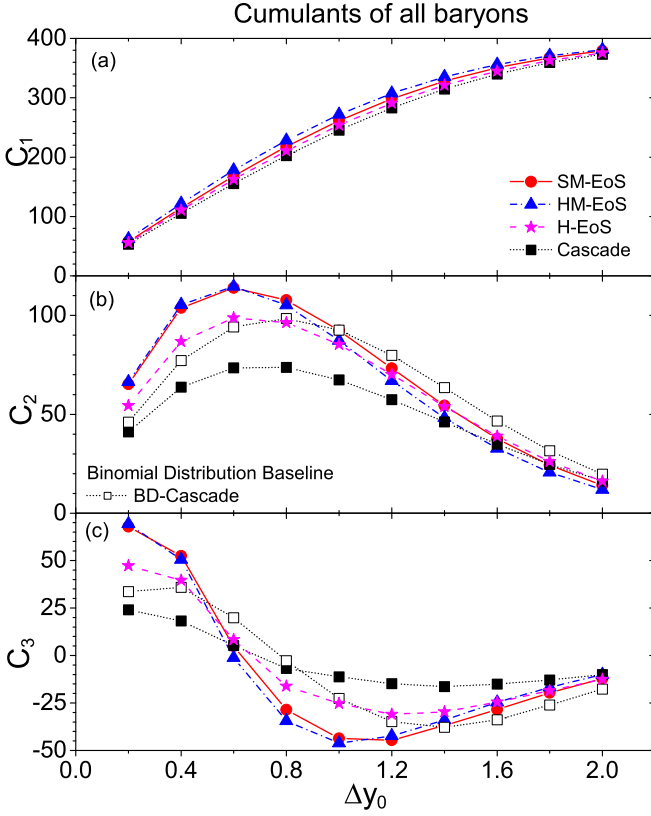 Cumulants of all baryons
400
(a)
300
C1
200
SM-EoS
HM-EoS
100
H-EoS
Cascade
0
(b)
100
C2
50
Binomial Distribution Baseline
BD-Cascade
0
(c)
50
25
C3
0
-25
-50
0.0 0.4 0.8 1.2 1.6 2.0
Δy0